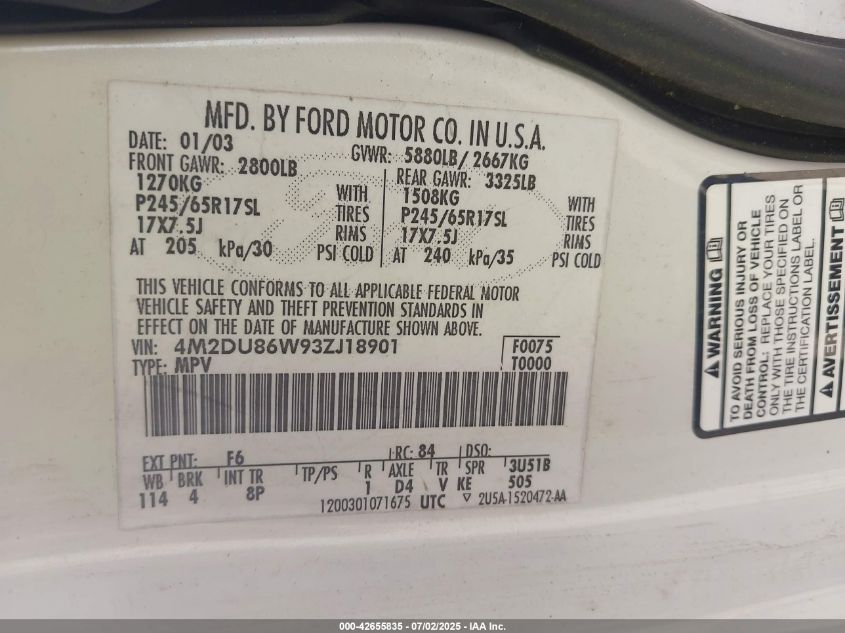 MFD. BY FORD MOTOR CO. IN U.S.A.
DATE: 01/03 GVWR: 5880LB/ 2667KG
FRONT GAWR: 2800LB REAR GAWR: 3325LB
1270KG WITH 1508KG WITH
P245/65R17SL TIRES P245/65R17SL TIRES
17X7.5J RIMS 17X7.5J RIMS
AT 205 kPa/30 PSI COLD AT 240 kPa/35 PSI COLD
THIS VEHICLE CONFORMS TO ALL APPLICABLE FEDERAL MOTOR
VEHICLE SAFETY AND THEFT PREVENTION STANDARDS IN
EFFECT ON THE DATE OF MANUFACTURE SHOWN ABOVE.
VIN: 4M2DU86W93ZJ18901 F0075
TYPE: MPV T0000
EXT PNT: F6 RC: 84 DSO:
WB BRK INT TR TP/PS R AXLE TR SPR 3U51B
114 4 8P 1 D4 V KE 505
1200301071675 UTC ▽ 2U5A-1520472-AA
WARNING
TO AVOID SERIOUS INJURY OR
DEATH FROM LOSS OF VEHICLE
CONTROL: REPLACE YOUR TIRES
ONLY WITH THOSE SPECIFIED ON
THE TIRE INSTRUCTIONS LABEL OR
THE CERTIFICATION LABEL.
AVERTISSEMENT
000-42655835 - 07/02/2025 - IAA Inc.